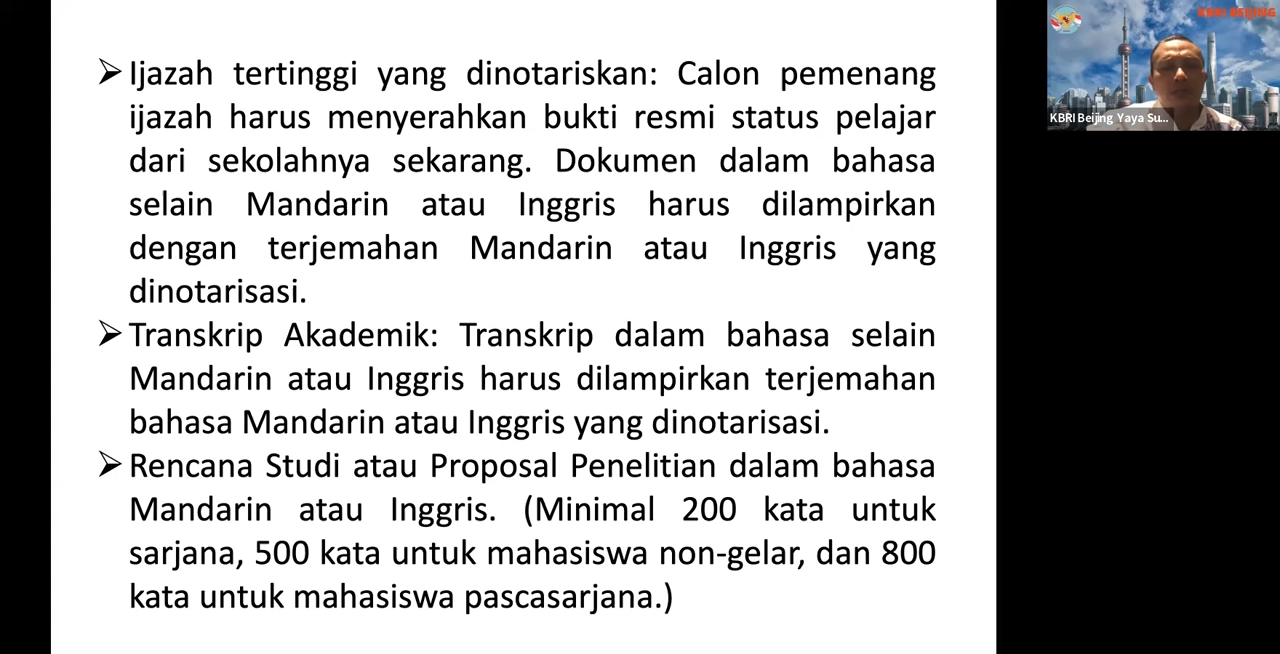 ➢ Ijazah tertinggi yang dinotariskan: Calon pemenang
ijazah harus menyerahkan bukti resmi status pelajar
dari sekolahnya sekarang. Dokumen dalam bahasa
selain Mandarin atau Inggris harus dilampirkan
dengan terjemahan Mandarin atau Inggris yang
dinotarisasi.
➢ Transkrip Akademik: Transkrip dalam bahasa selain
Mandarin atau Inggris harus dilampirkan terjemahan
bahasa Mandarin atau Inggris yang dinotarisasi.
➢ Rencana Studi atau Proposal Penelitian dalam bahasa
Mandarin atau Inggris. (Minimal 200 kata untuk
sarjana, 500 kata untuk mahasiswa non-gelar, dan 800
kata untuk mahasiswa pascasarjana.)
KBRI BEIJING
KBRI Beijing Yaya Su...